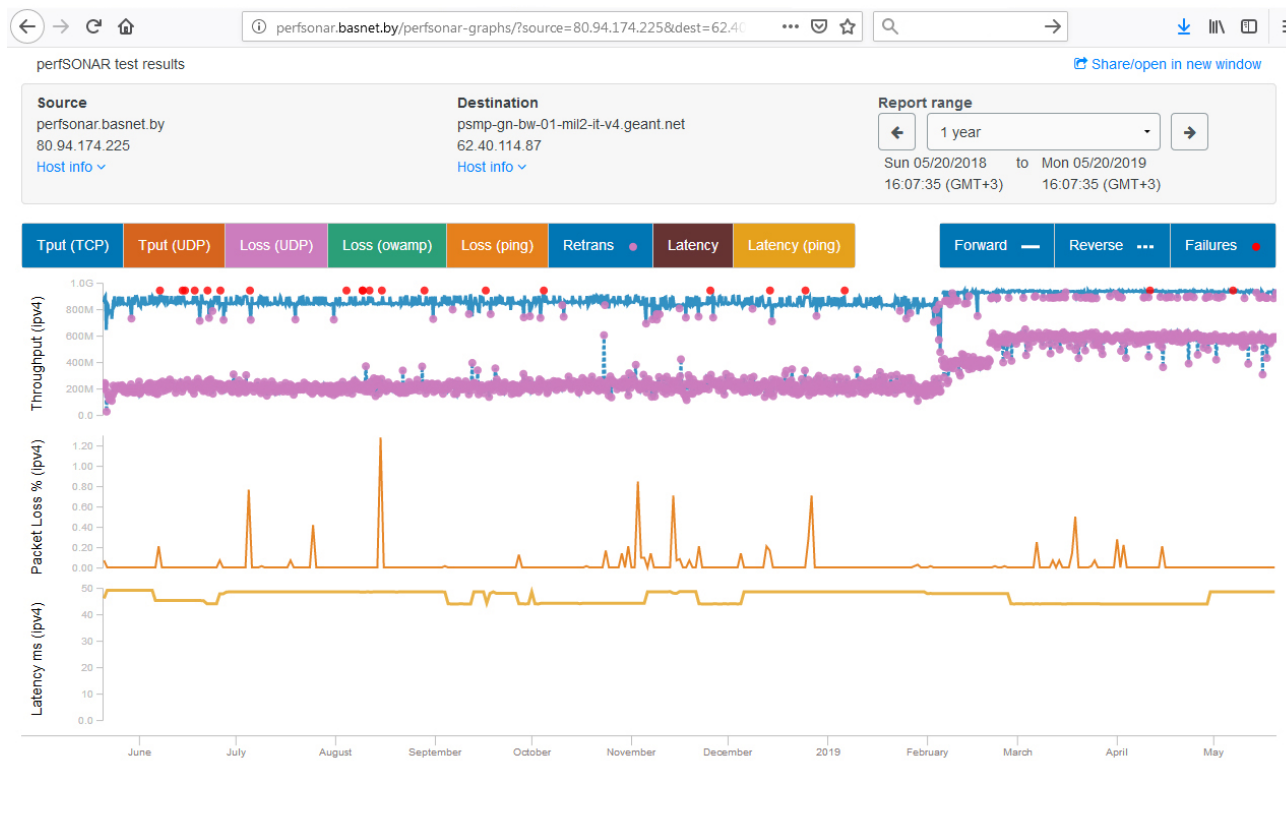 perfsonar.basnet.by/perfsonar-graphs/?source=80.94.174.225&dest=62.40
perfSONAR test results
Share/open in new window
Source
perfsonar.basnet.by
80.94.174.225
Host info
Destination
psmp-gn-bw-01-mil2-it-v4.geant.net
62.40.114.87
Host info
Report range
1 year
Sun 05/20/2018 to Mon 05/20/2019
16:07:35 (GMT+3) 16:07:35 (GMT+3)
Tput (TCP) Tput (UDP) Loss (UDP) Loss (owamp) Loss (ping) Retrans Latency Latency (ping) Forward Reverse Failures
Throughput (ipv4)
1.0G
800M
600M
400M
200M
0.0
Packet Loss % (ipv4)
1.20
1.00
0.80
0.60
0.40
0.20
0.00
Latency ms (ipv4)
50
40
30
20
10
0.0
June July August September October November December 2019 February March April May